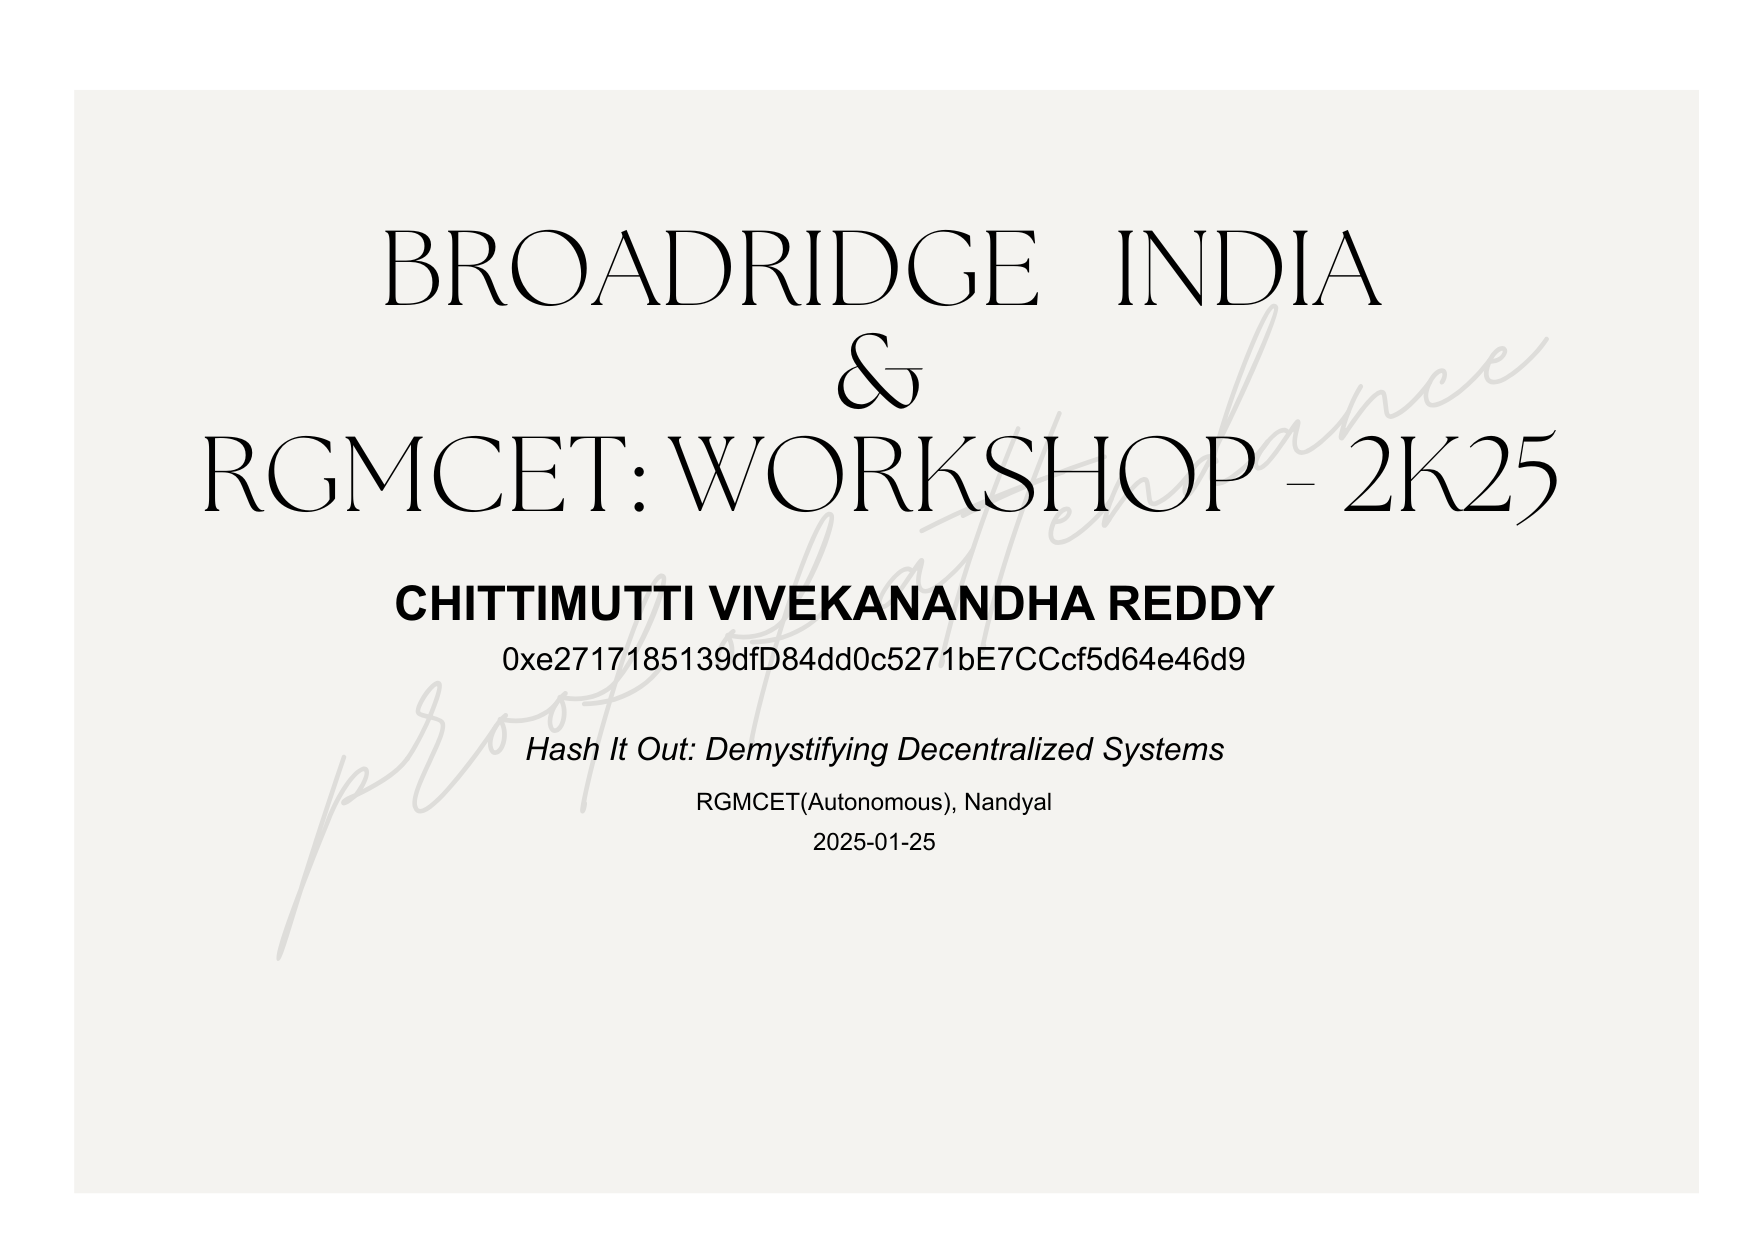 BROADRIDGE INDIA
&
RGMCET: WORKSHOP - 2K25
proof of attendance
CHITTIMUTTI VIVEKANANDHA REDDY
0xe2717185139dfD84dd0c5271bE7CCcf5d64e46d9
Hash It Out: Demystifying Decentralized Systems
RGMCET(Autonomous), Nandyal
2025-01-25